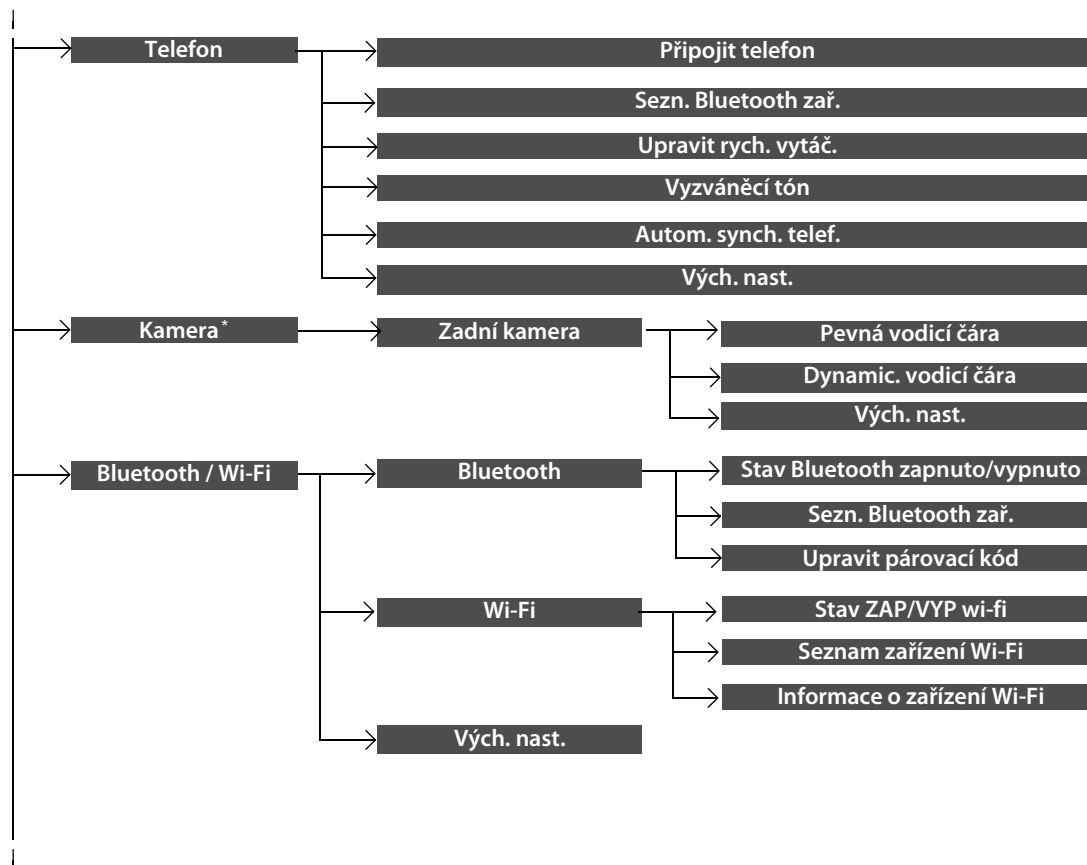 Telefon
Připojit telefon
Sezn. Bluetooth zař.
Upravit rych. vytáč.
Vyzváněcí tón
Autom. synch. telef.
Vých. nast.
Kamera*
Zadní kamera
Pevná vodicí čára
Dynamic. vodicí čára
Vých. nast.
Bluetooth / Wi-Fi
Bluetooth
Stav Bluetooth zapnuto/vypnuto
Sezn. Bluetooth zař.
Upravit párovací kód
Wi-Fi
Stav ZAP/VYP wi-fi
Seznam zařízení Wi-Fi
Informace o zařízení Wi-Fi
Vých. nast.